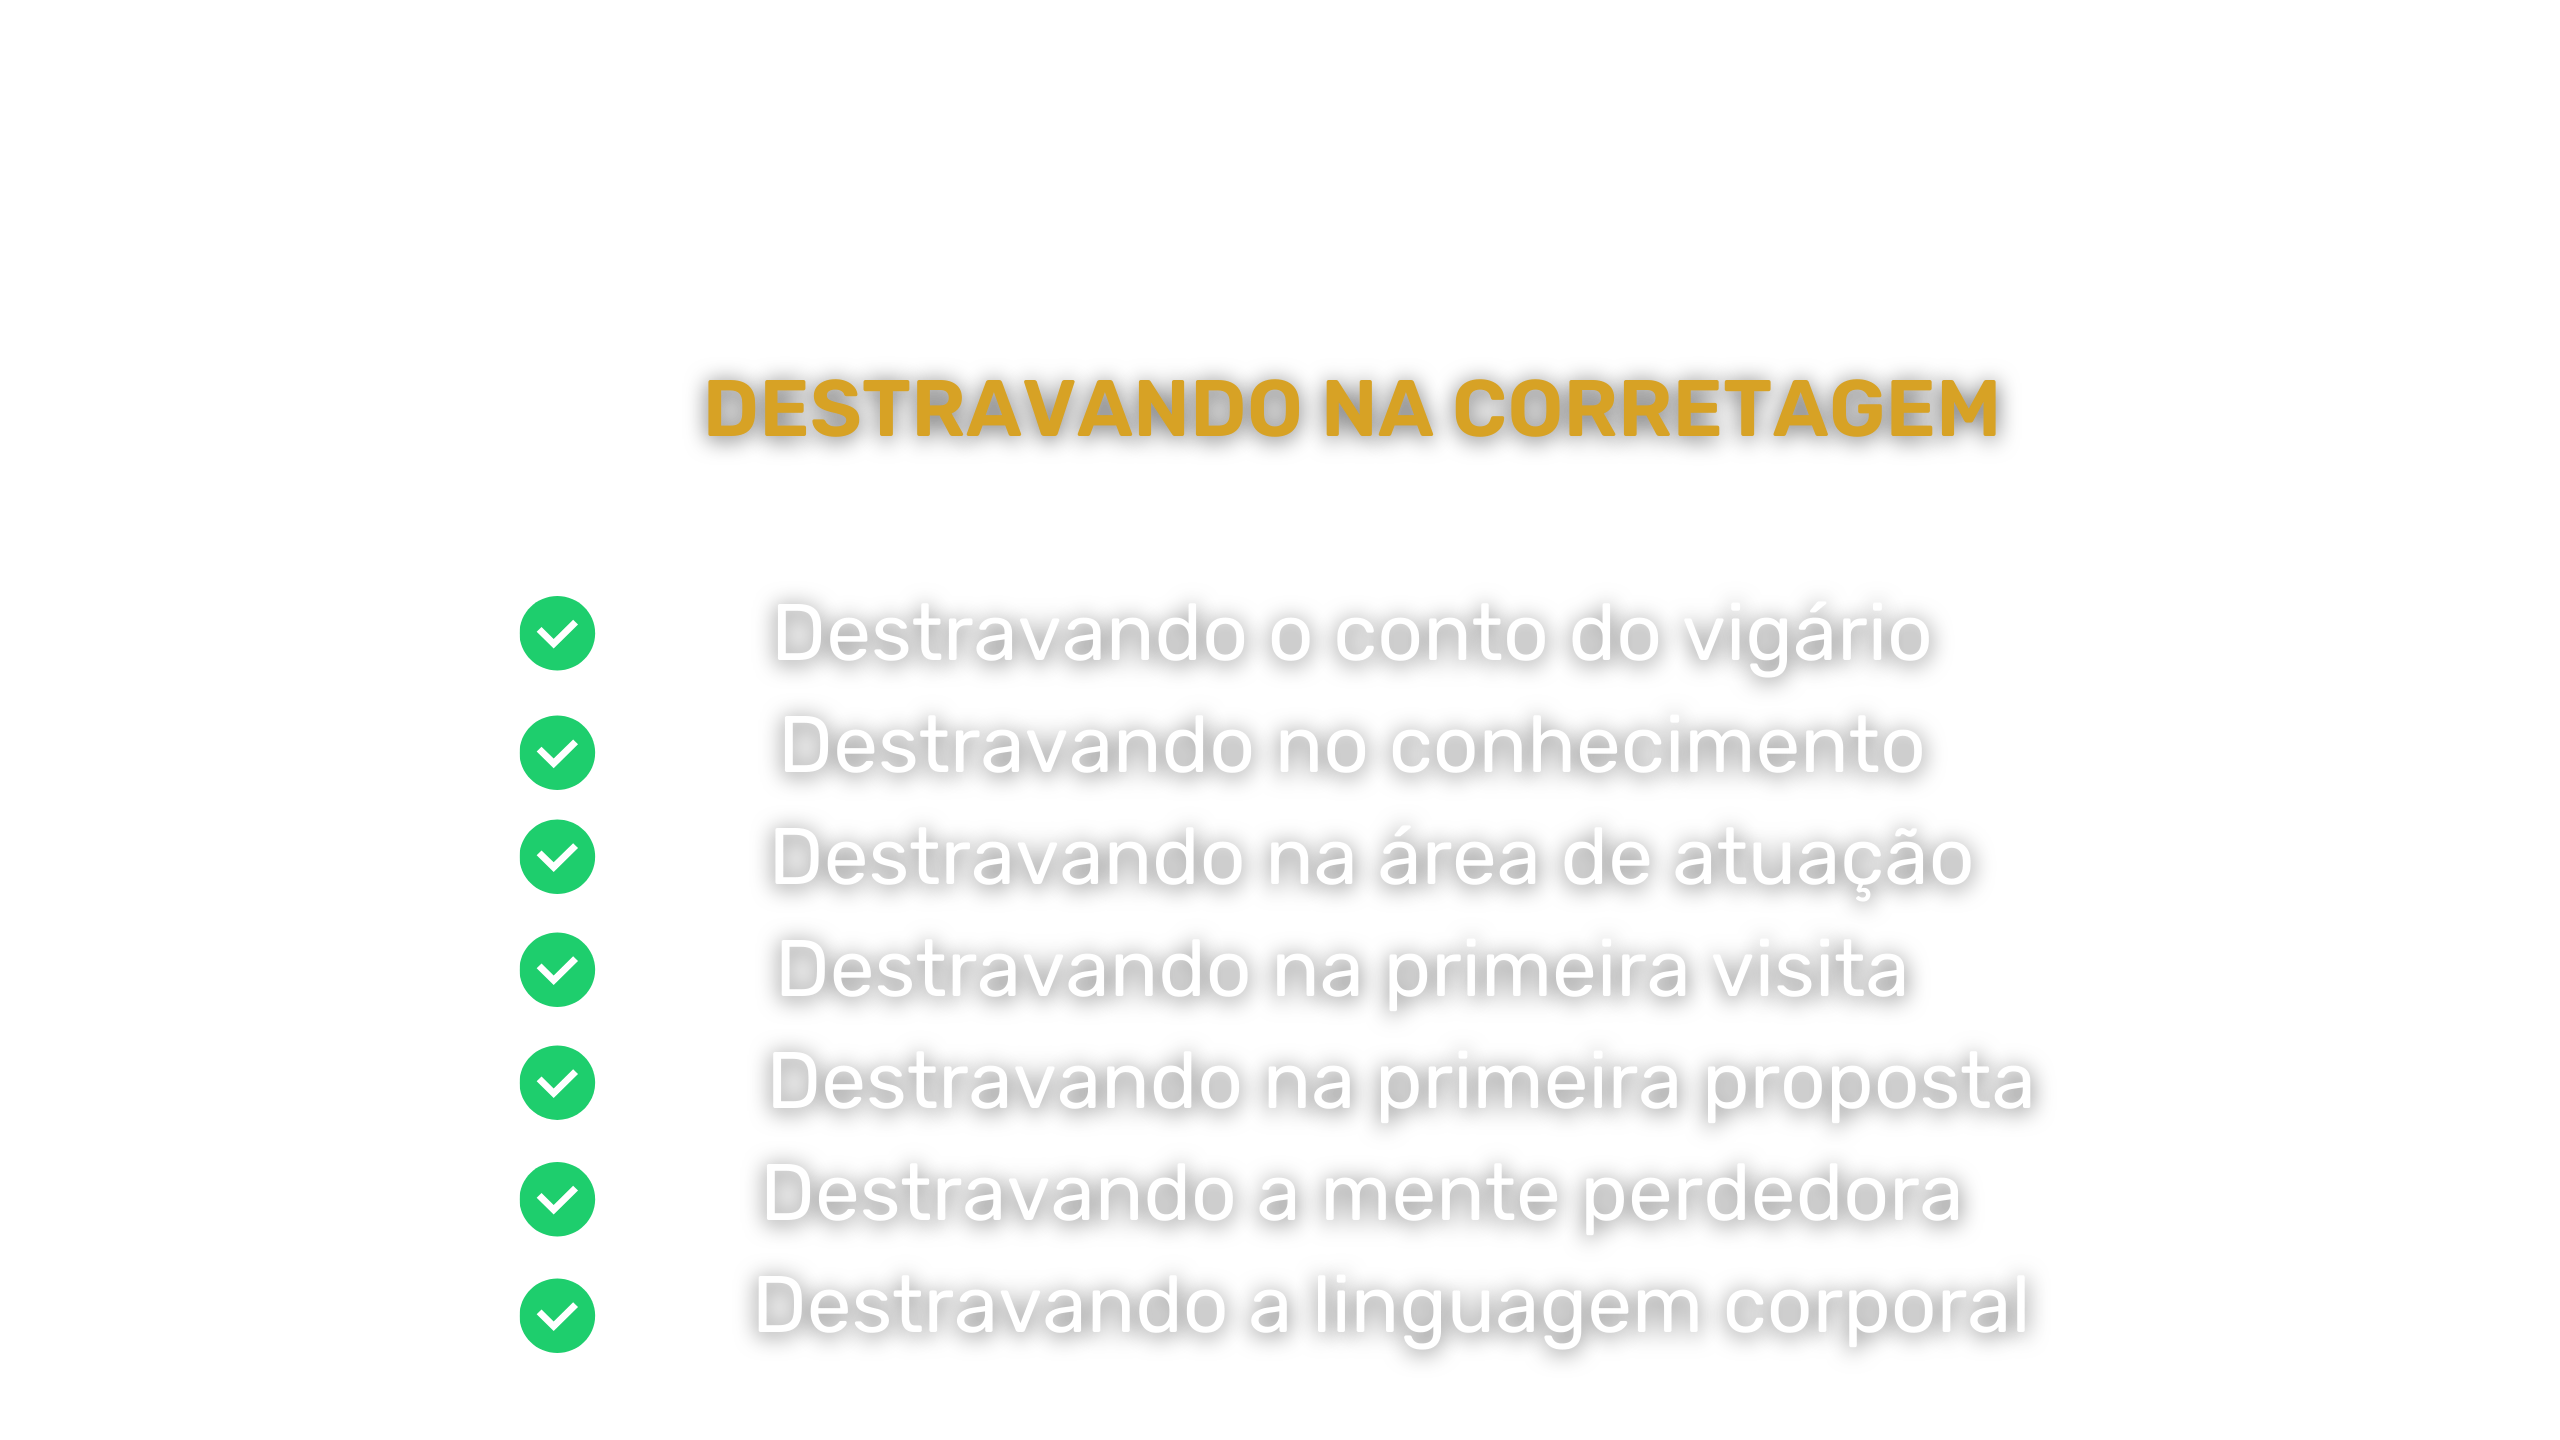 DESTRAVANDO NA CORRETAGEM
Destravando o conto do vigário
Destravando no conhecimento
Destravando na área de atuação
Destravando na primeira visita
Destravando na primeira proposta
Destravando a mente perdedora
Destravando a linguagem corporal